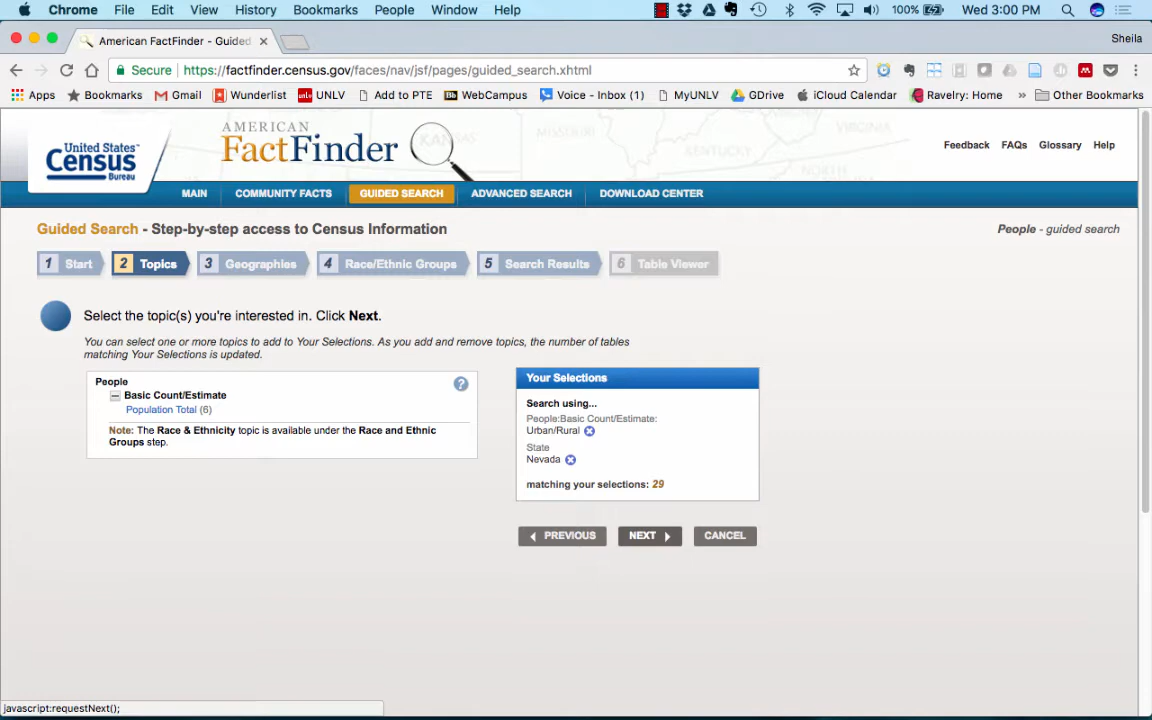 Chrome File Edit View History Bookmarks People Window Help 100% Wed 3:00 PM
American FactFinder - Guided Sheila
Secure https://factfinder.census.gov/faces/nav/jsf/pages/guided_search.xhtml
Apps Bookmarks Gmail Wunderlist UNLV Add to PTE WebCampus Voice - Inbox (1) MyUNLV GDrive iCloud Calendar Ravelry: Home » Other Bookmarks
United States™ Census Bureau
AMERICAN
FactFinder
KANSAS MISSOURI KENTUCKY VIRGINIA NORTH
Feedback FAQs Glossary Help
MAIN COMMUNITY FACTS GUIDED SEARCH ADVANCED SEARCH DOWNLOAD CENTER
Guided Search - Step-by-step access to Census Information People - guided search
1 Start 2 Topics 3 Geographies 4 Race/Ethnic Groups 5 Search Results 6 Table Viewer
Select the topic(s) you're interested in. Click Next.
You can select one or more topics to add to Your Selections. As you add and remove topics, the number of tables
matching Your Selections is updated.
People
Basic Count/Estimate
Population Total (6)
Note: The Race & Ethnicity topic is available under the Race and Ethnic
Groups step.
Your Selections
Search using...
People:Basic Count/Estimate:
Urban/Rural
State
Nevada
matching your selections: 29
PREVIOUS NEXT CANCEL
javascript:requestNext();